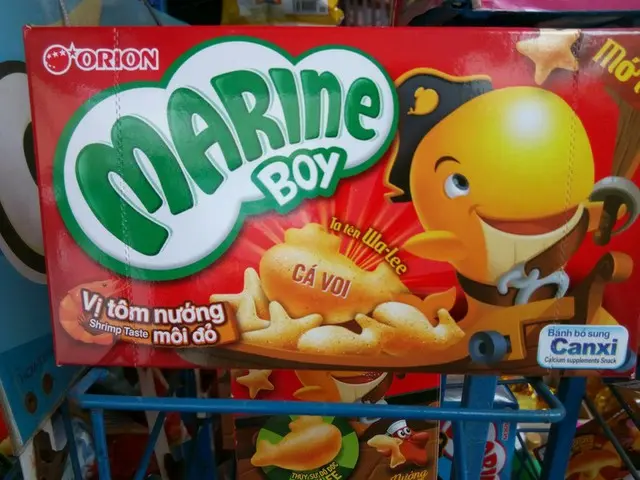 ORION
MARINE
BOY
Ta tên Wa-Lee
CÁ VOI
Vị tôm nướng
Shrimp Taste môi đỏ
Bánh bổ sung
Canxi
Calcium supplements Snack